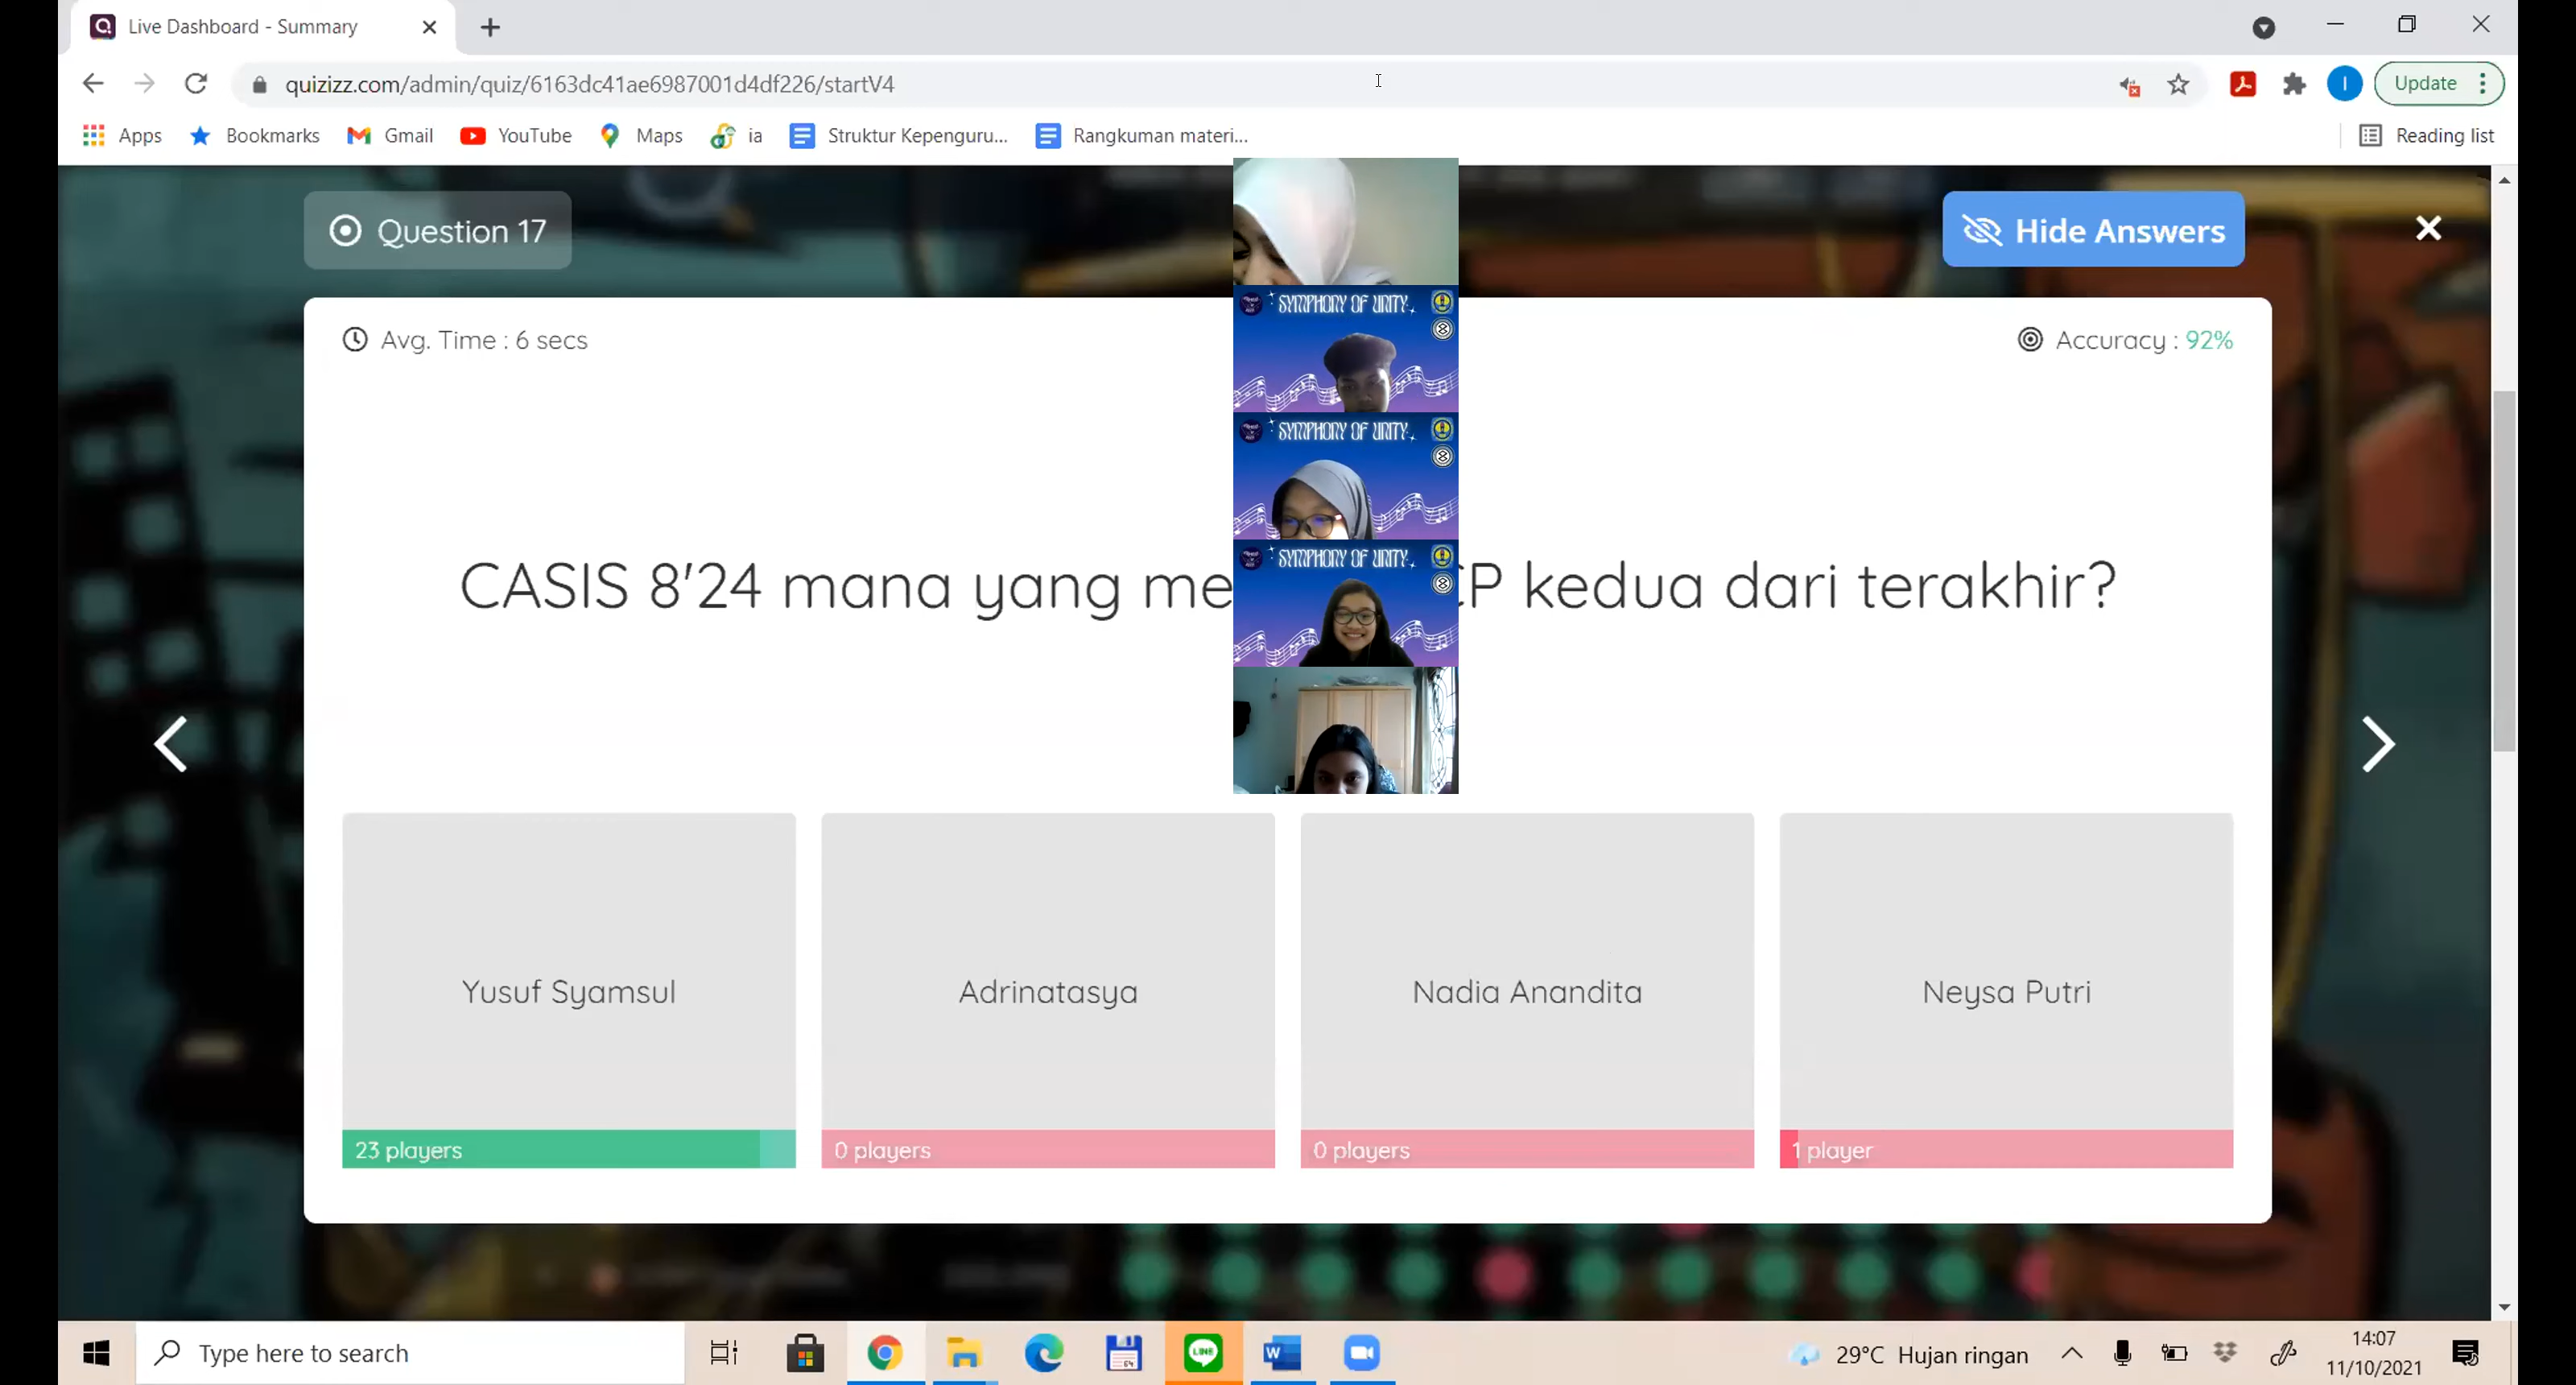 Live Dashboard - Summary
quizizz.com/admin/quiz/6163dc41ae6987001d4df226/startV4
I
Update
Apps
Bookmarks
Gmail
YouTube
Maps
ia
Struktur Kepenguru...
Rangkuman materi...
Reading list
Question 17
Hide Answers
Avg. Time : 6 secs
Accuracy : 92%
SYMPHONY OF UNITY
SYMPHONY OF UNITY
SYMPHONY OF UNITY
CASIS 8'24 mana yang me
P kedua dari terakhir?
Yusuf Syamsul
Adrinatasya
Nadia Anandita
Neysa Putri
23 players
0 players
0 players
1 player
Type here to search
64
LINE
W
29°C Hujan ringan
14:07
11/10/2021